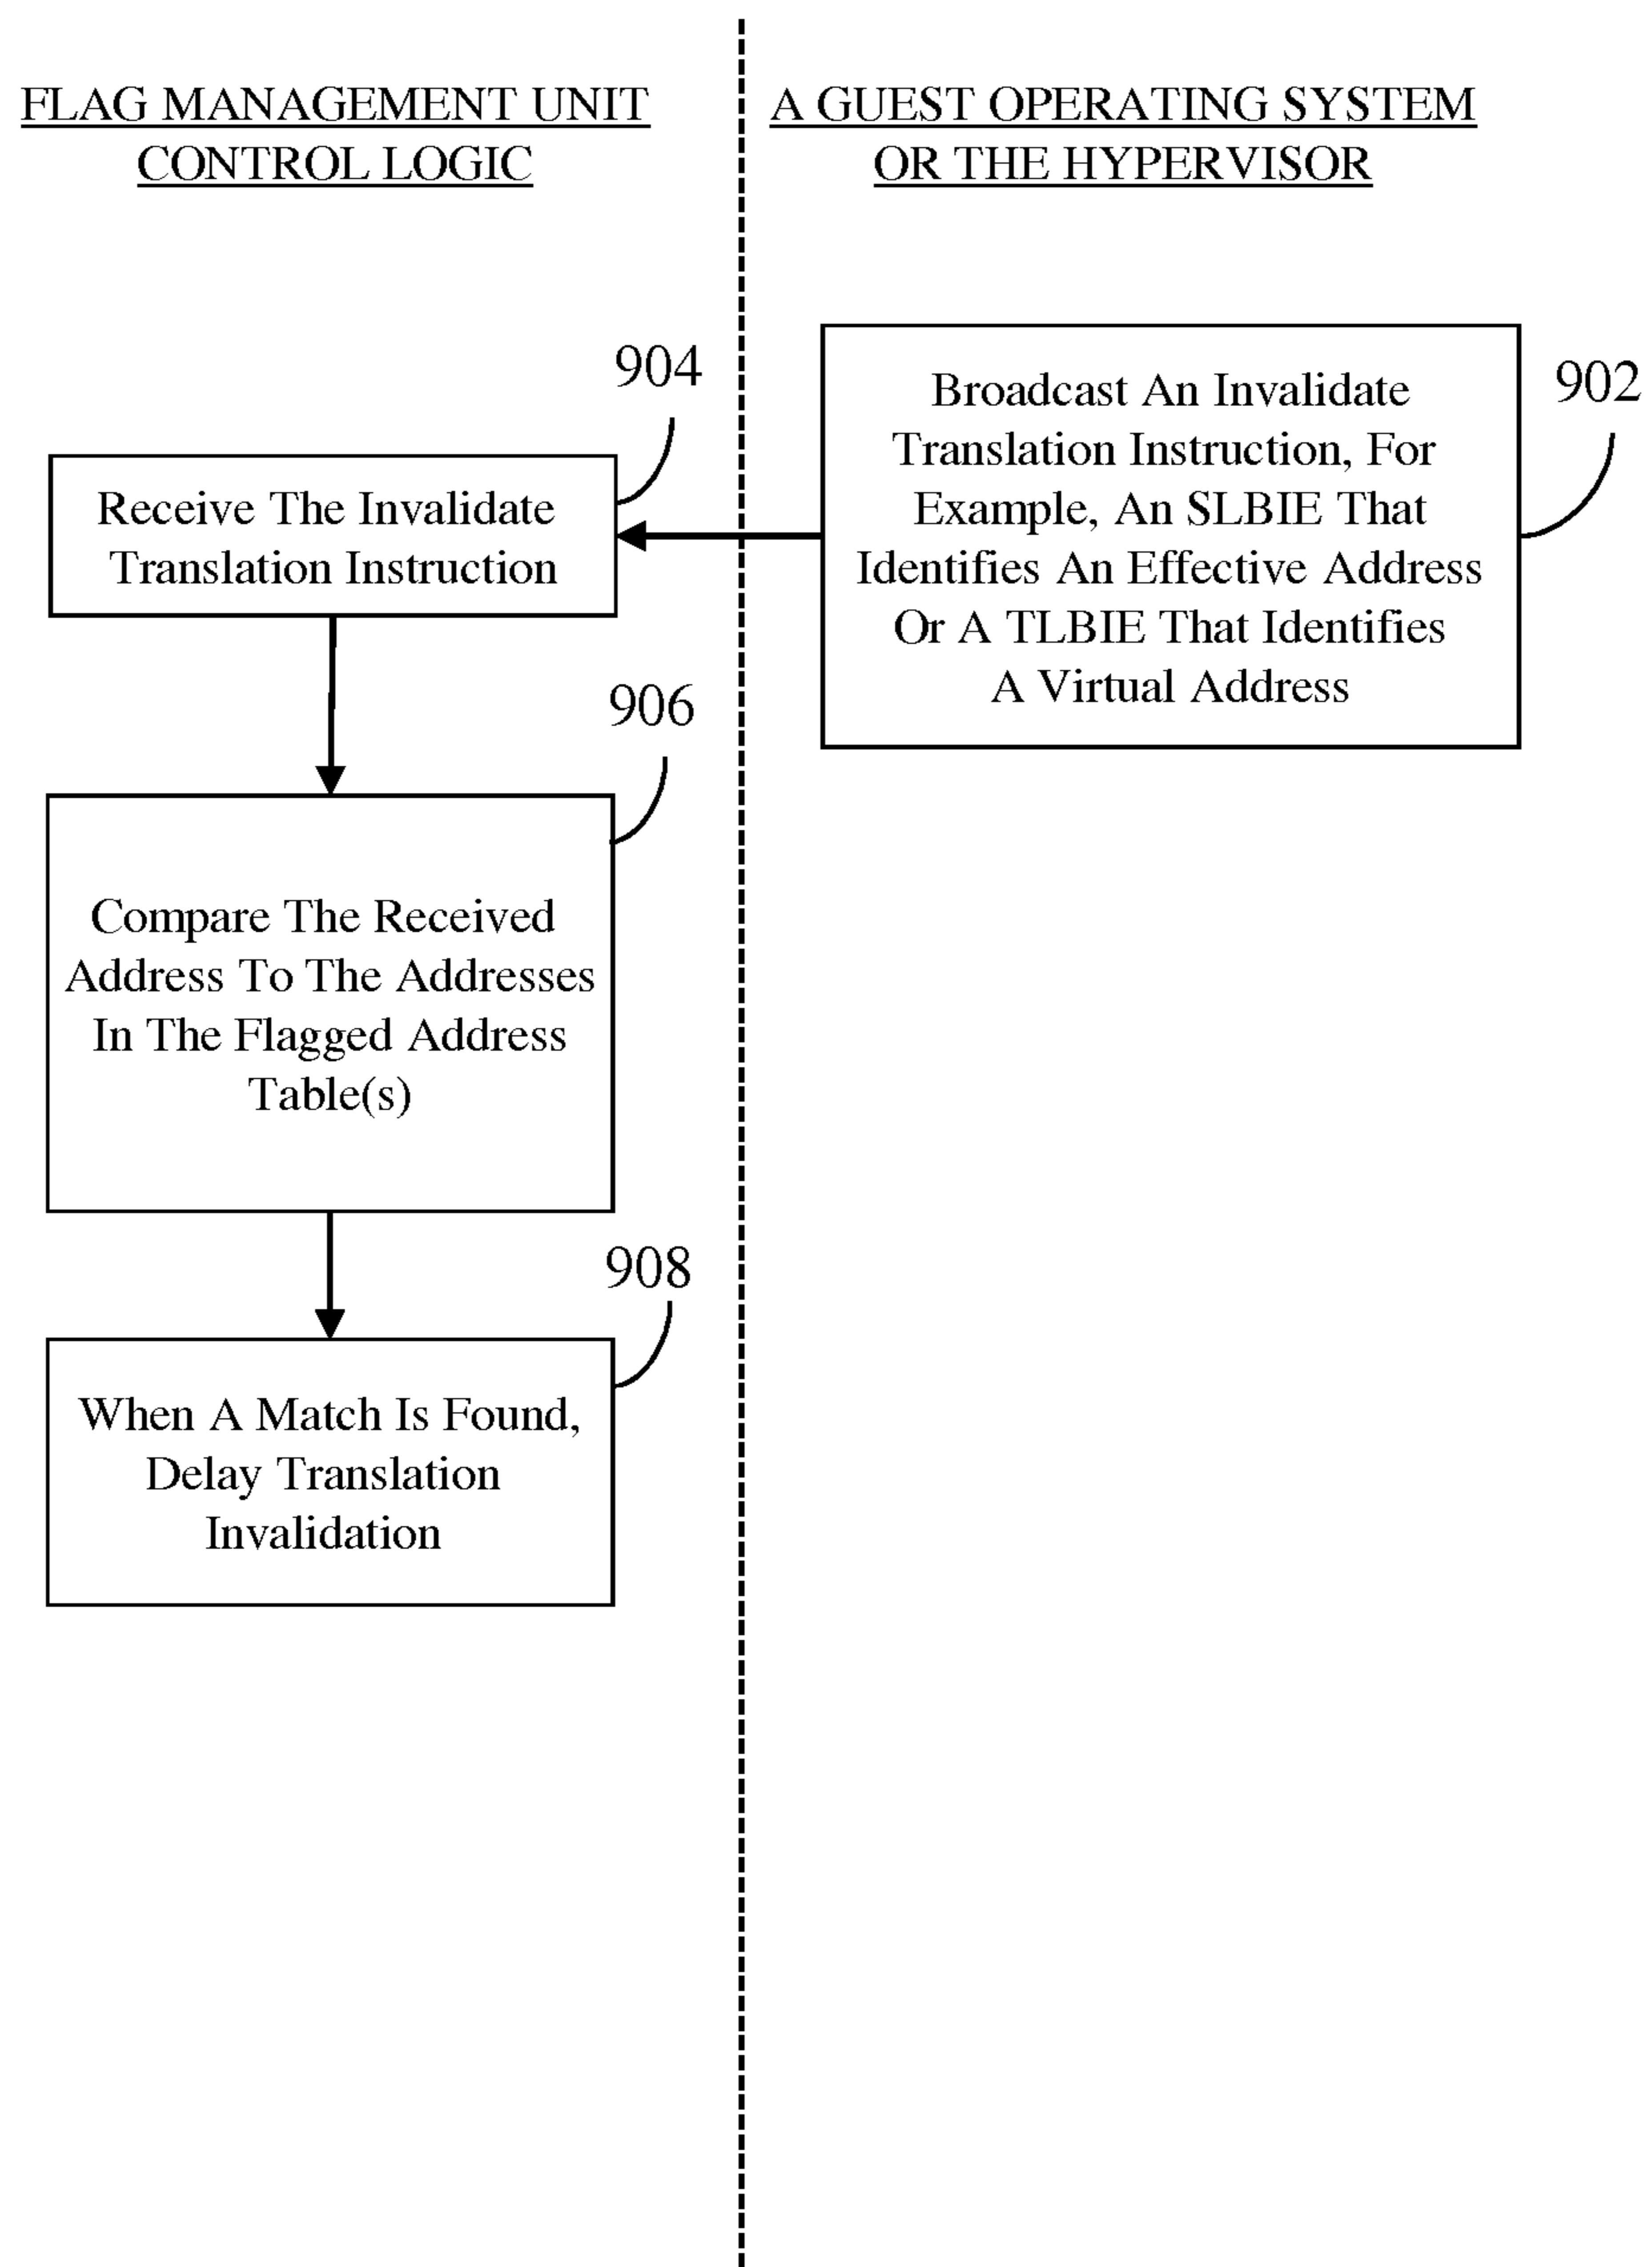 FLAG MANAGEMENT UNIT
CONTROL LOGIC
A GUEST OPERATING SYSTEM
OR THE HYPERVISOR
902
Broadcast An Invalidate
Translation Instruction, For
Example, An SLBIE That
Identifies An Effective Address
Or A TLBIE That Identifies
A Virtual Address
904
Receive The Invalidate
Translation Instruction
906
Compare The Received
Address To The Addresses
In The Flagged Address
Table(s)
908
When A Match Is Found,
Delay Translation
Invalidation